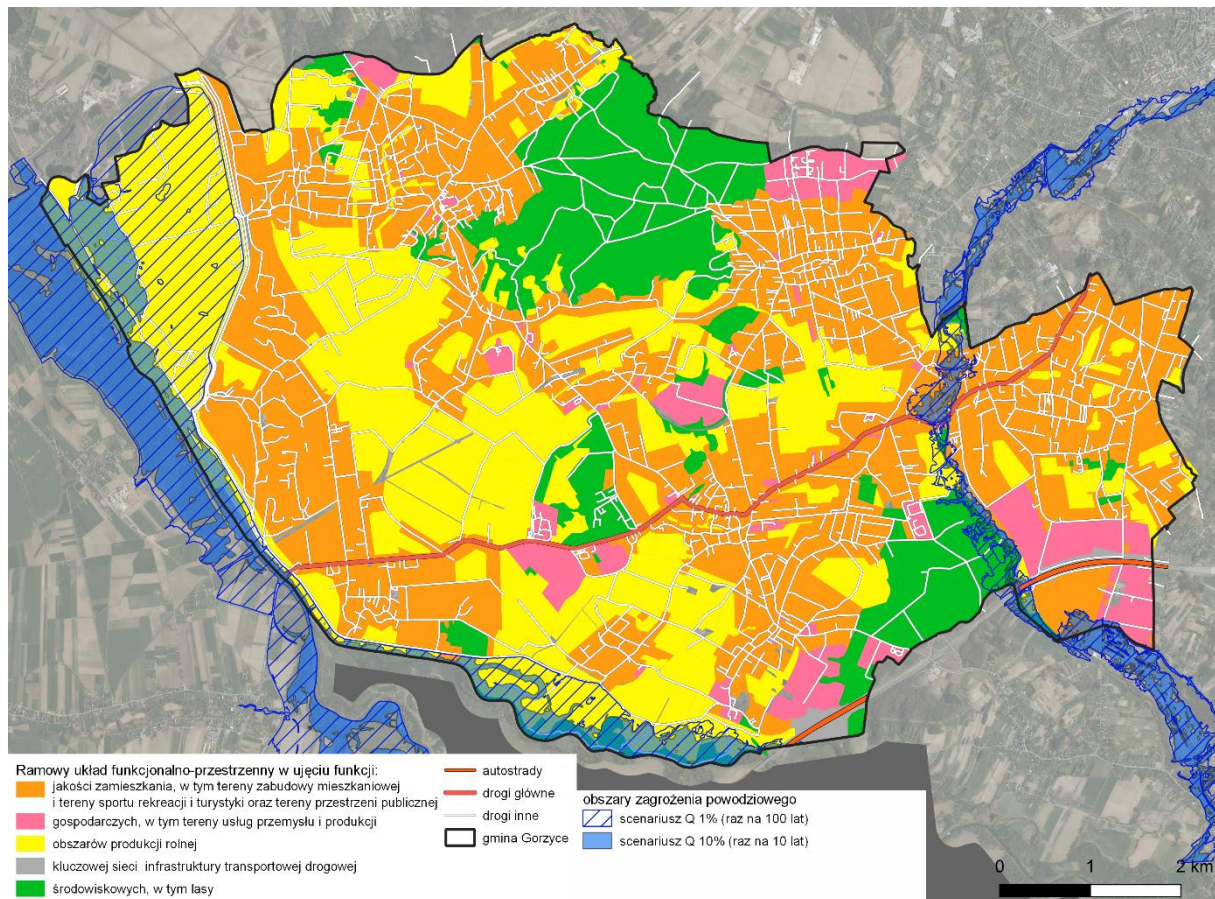 Ramowy układ funkcjonalno-przestrzenny w ujęciu funkcji:
jakości zamieszkania, w tym tereny zabudowy mieszkaniowej
i tereny sportu rekreacji i turystyki oraz tereny przestrzeni publicznej
gospodarczych, w tym tereny usług przemysłu i produkcji
obszarów produkcji rolnej
kluczowej sieci infrastruktury transportowej drogowej
środowiskowych, w tym lasy
autostrady
drogi główne
drogi inne
gmina Gorzyce
obszary zagrożenia powodziowego
scenariusz Q 1% (raz na 100 lat)
scenariusz Q 10% (raz na 10 lat)
0 1 2 km